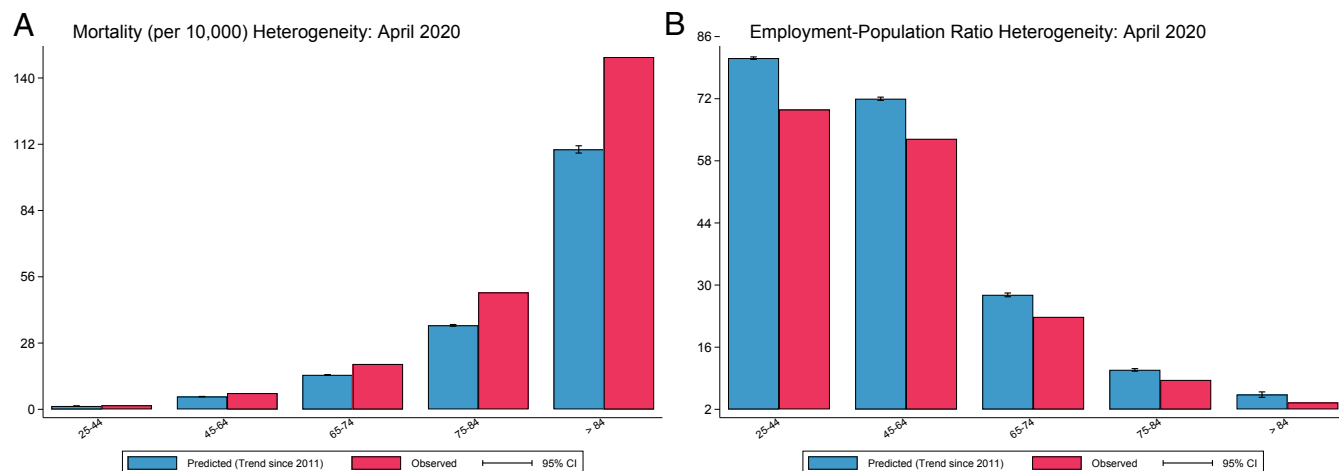 A
Mortality (per 10,000) Heterogeneity: April 2020
140
112
84
56
28
0
25-44
45-64
65-74
75-84
> 84
Predicted (Trend since 2011)
Observed
95% CI
B
Employment-Population Ratio Heterogeneity: April 2020
86
72
58
44
30
16
2
25-44
45-64
65-74
75-84
> 84
Predicted (Trend since 2011)
Observed
95% CI